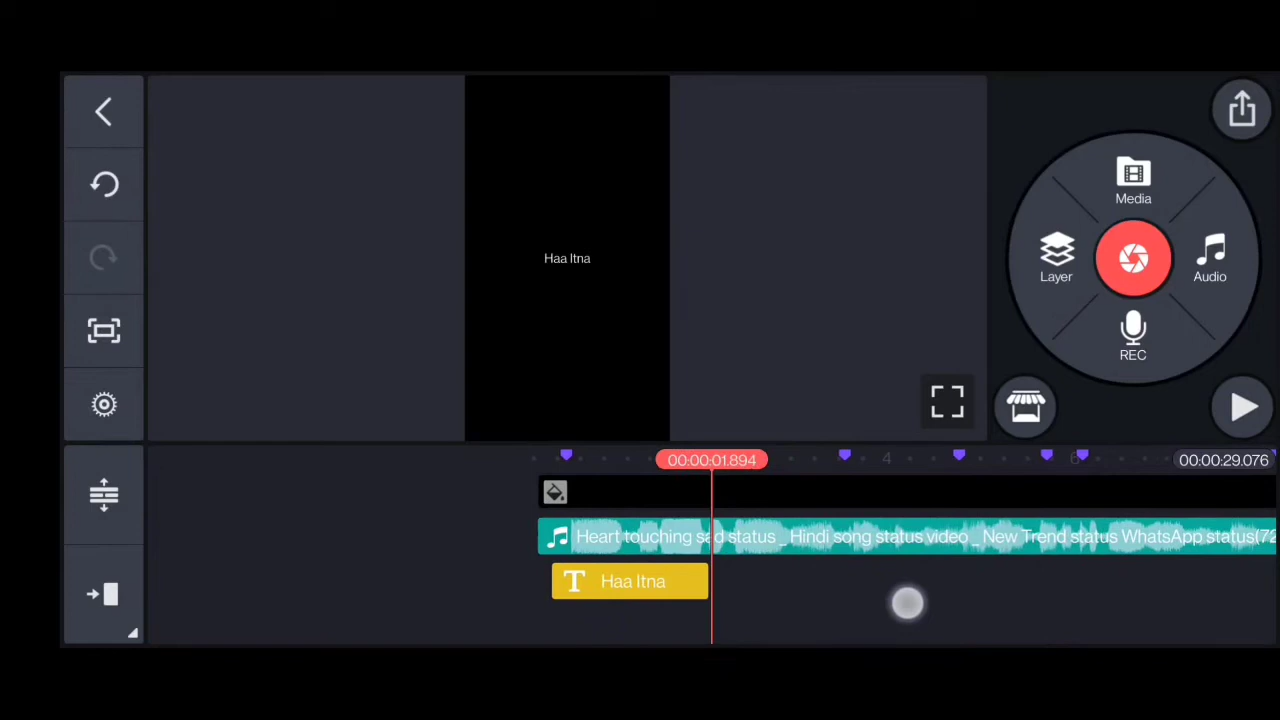 Media
Layer
Audio
REC
Haa Itna
00:00:01.894
4
6
00:00:29.076
Heart touching sad status _ Hindi song status video _ New Trend status WhatsApp status(72
T Haa Itna